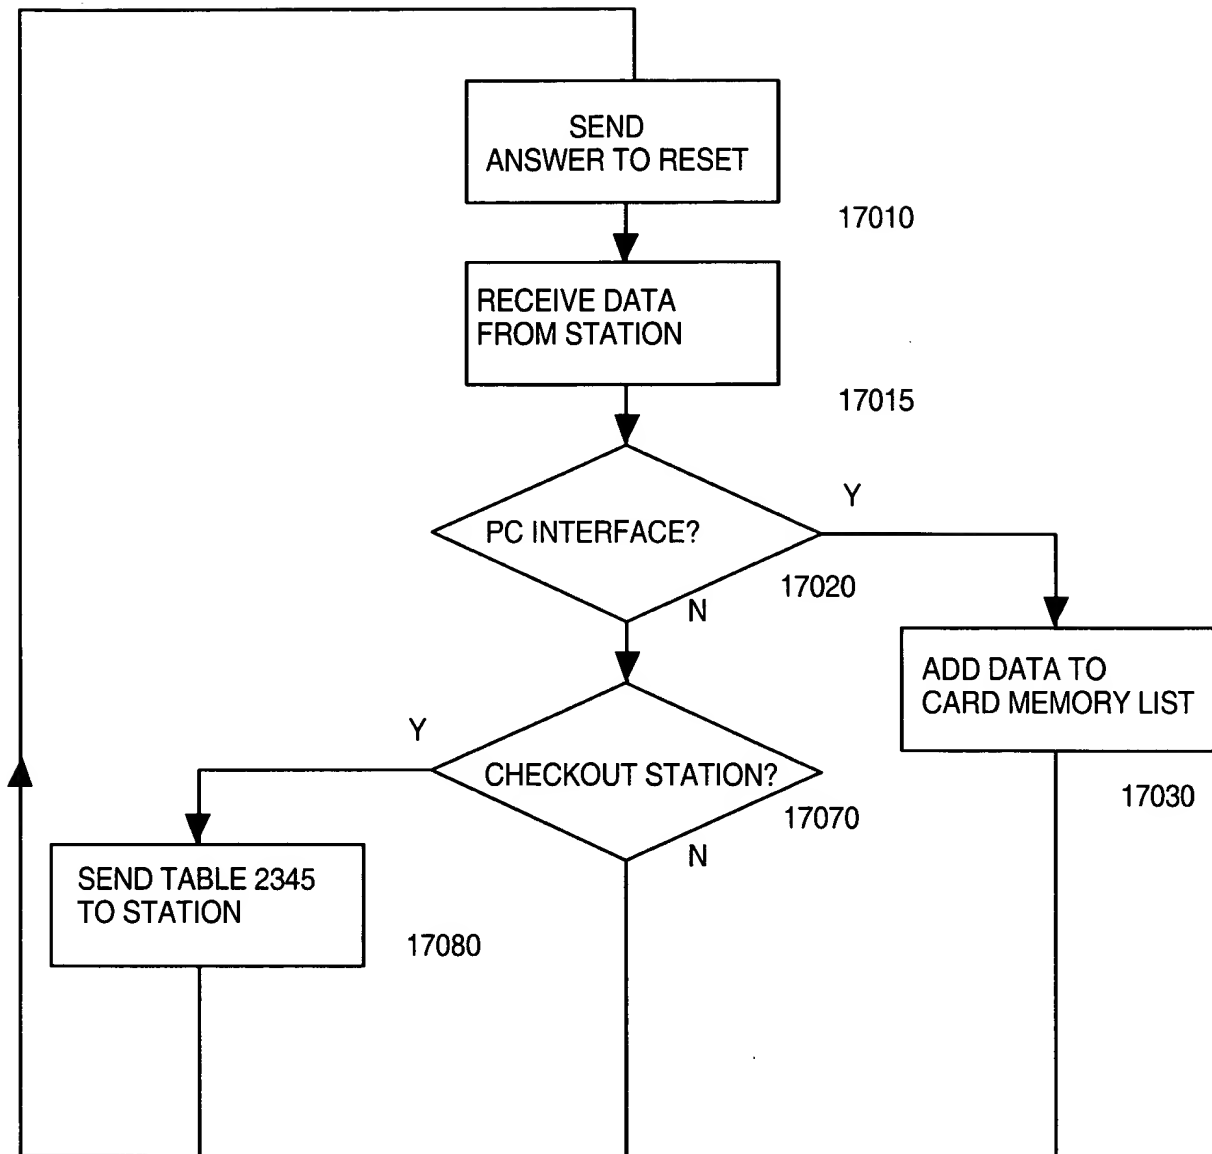 SEND
ANSWER TO RESET
17010
RECEIVE DATA
FROM STATION
17015
Y
PC INTERFACE?
17020
N
ADD DATA TO
CARD MEMORY LIST
17030
Y
CHECKOUT STATION?
17070
N
SEND TABLE 2345
TO STATION
17080